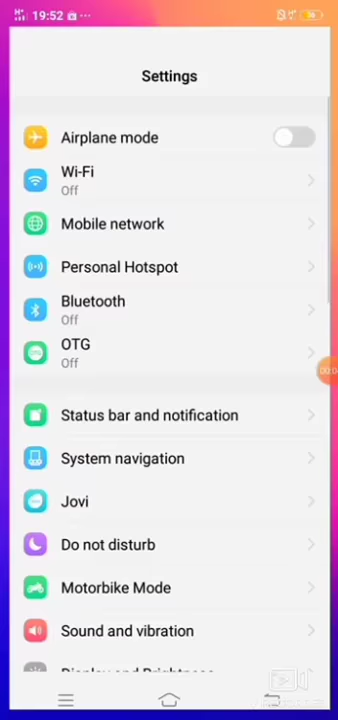 19:52
Settings
Airplane mode
Wi-Fi
Off
Mobile network
Personal Hotspot
Bluetooth
Off
OTG
Off
Status bar and notification
System navigation
Jovi
Do not disturb
Motorbike Mode
Sound and vibration
Display and Brightness